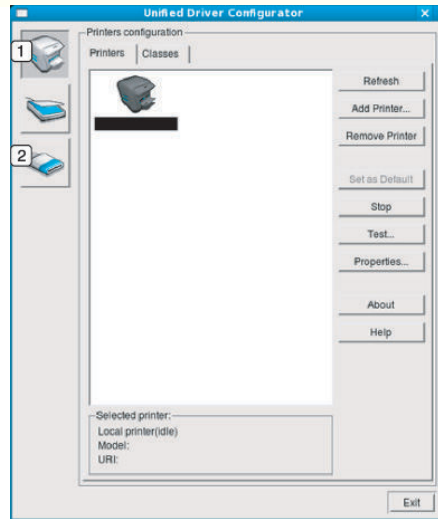 Unified Driver Configurator
1
Printers configuration
Printers Classes
Refresh
Add Printer...
Remove Printer
2
Set as Default
Stop
Test...
Properties...
About
Help
Selected printer:
Local printer(idle)
Model:
URI:
Exit